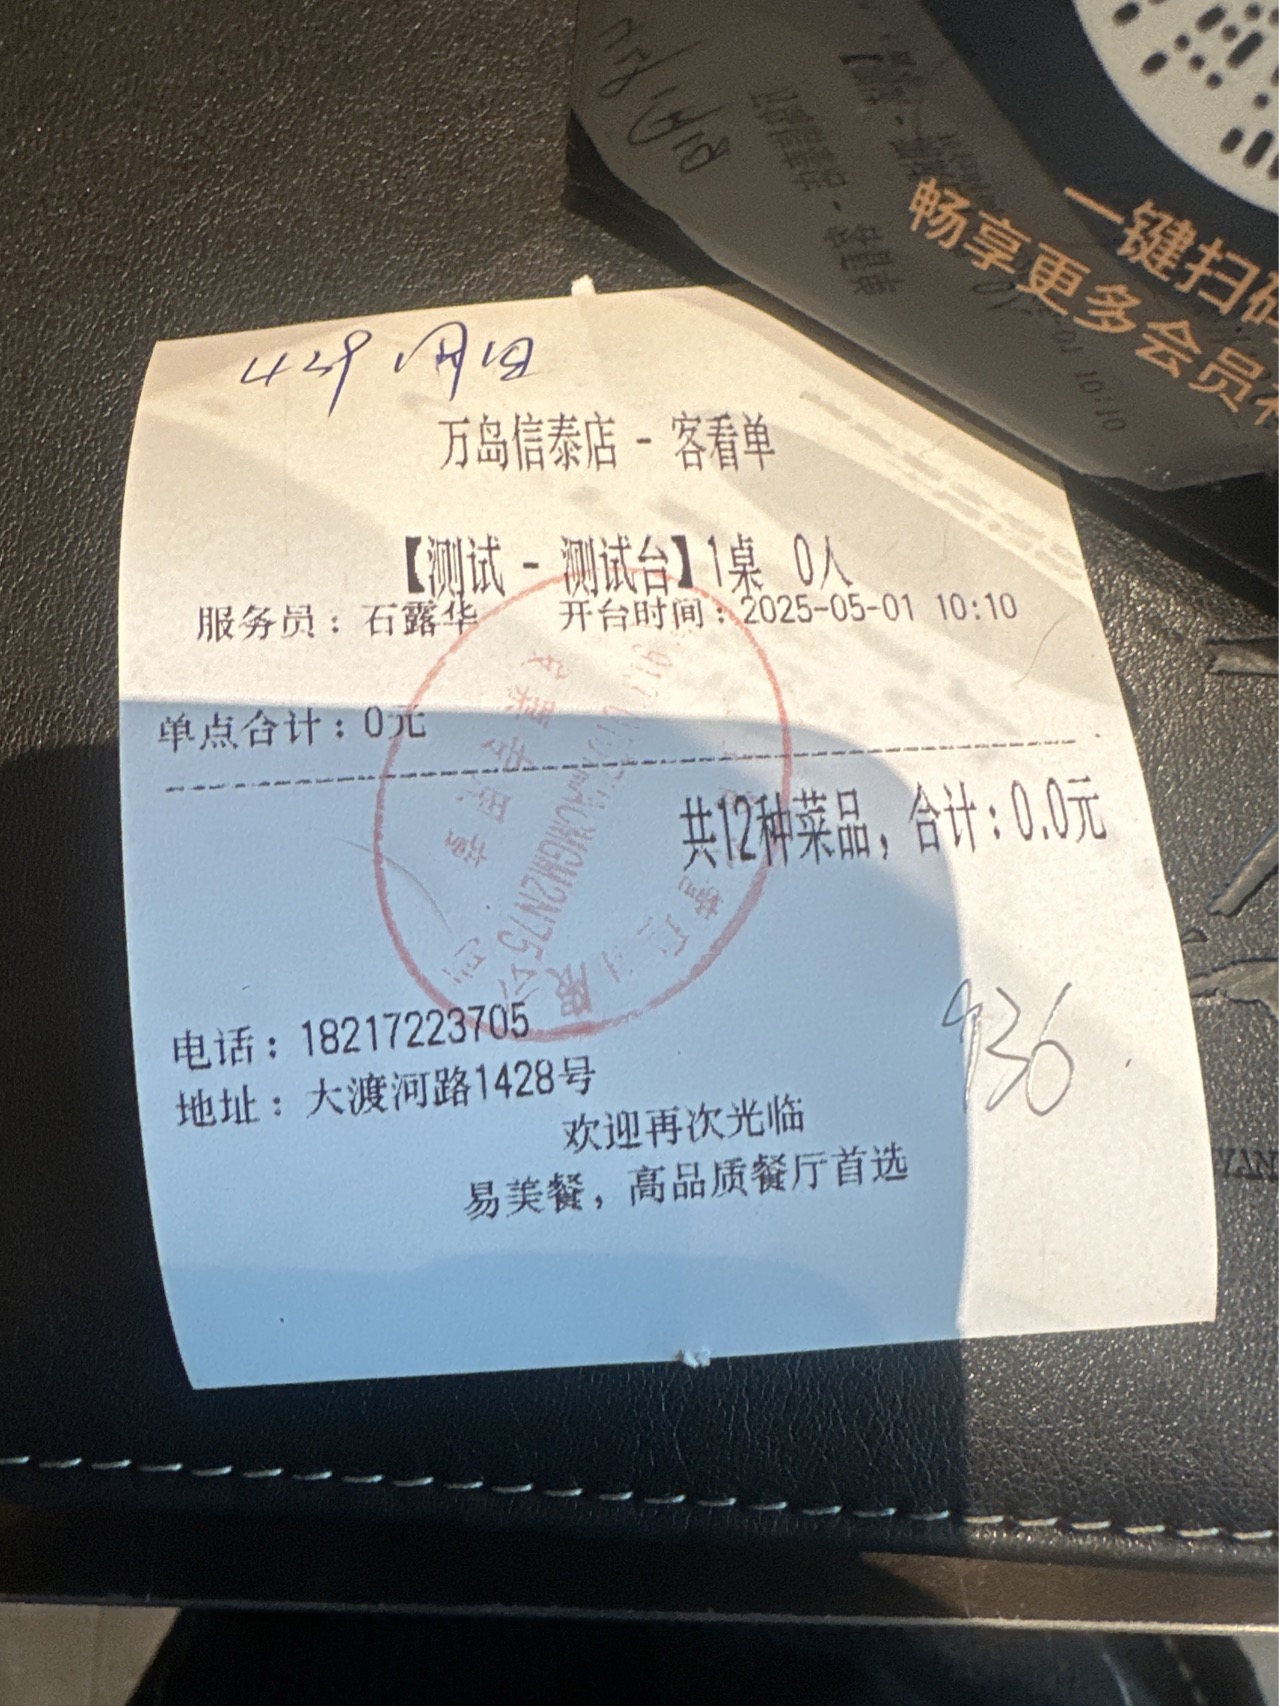 一键扫码
畅享更多会员
万岛信泰店 - 客看单
【测试 - 测试台】1桌 0人
服务员：石露华 开台时间：2025-05-01 10:10
单点合计：0元
共12种菜品，合计：0.0元
936
电话：18217223705
地址：大渡河路1428号
欢迎再次光临
易美餐，高品质餐厅首选